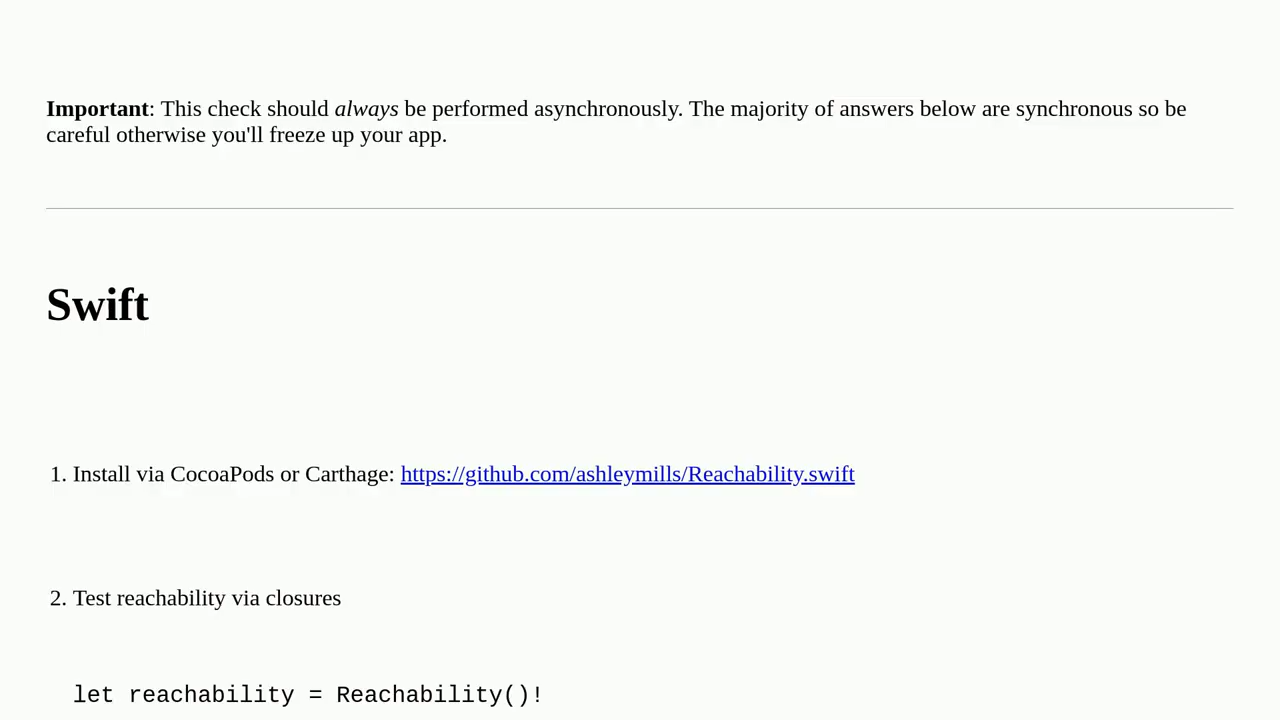 Important: This check should always be performed asynchronously. The majority of answers below are synchronous so be
careful otherwise you'll freeze up your app.
Swift
1. Install via CocoaPods or Carthage: https://github.com/ashleymills/Reachability.swift
2. Test reachability via closures
let reachability = Reachability()!